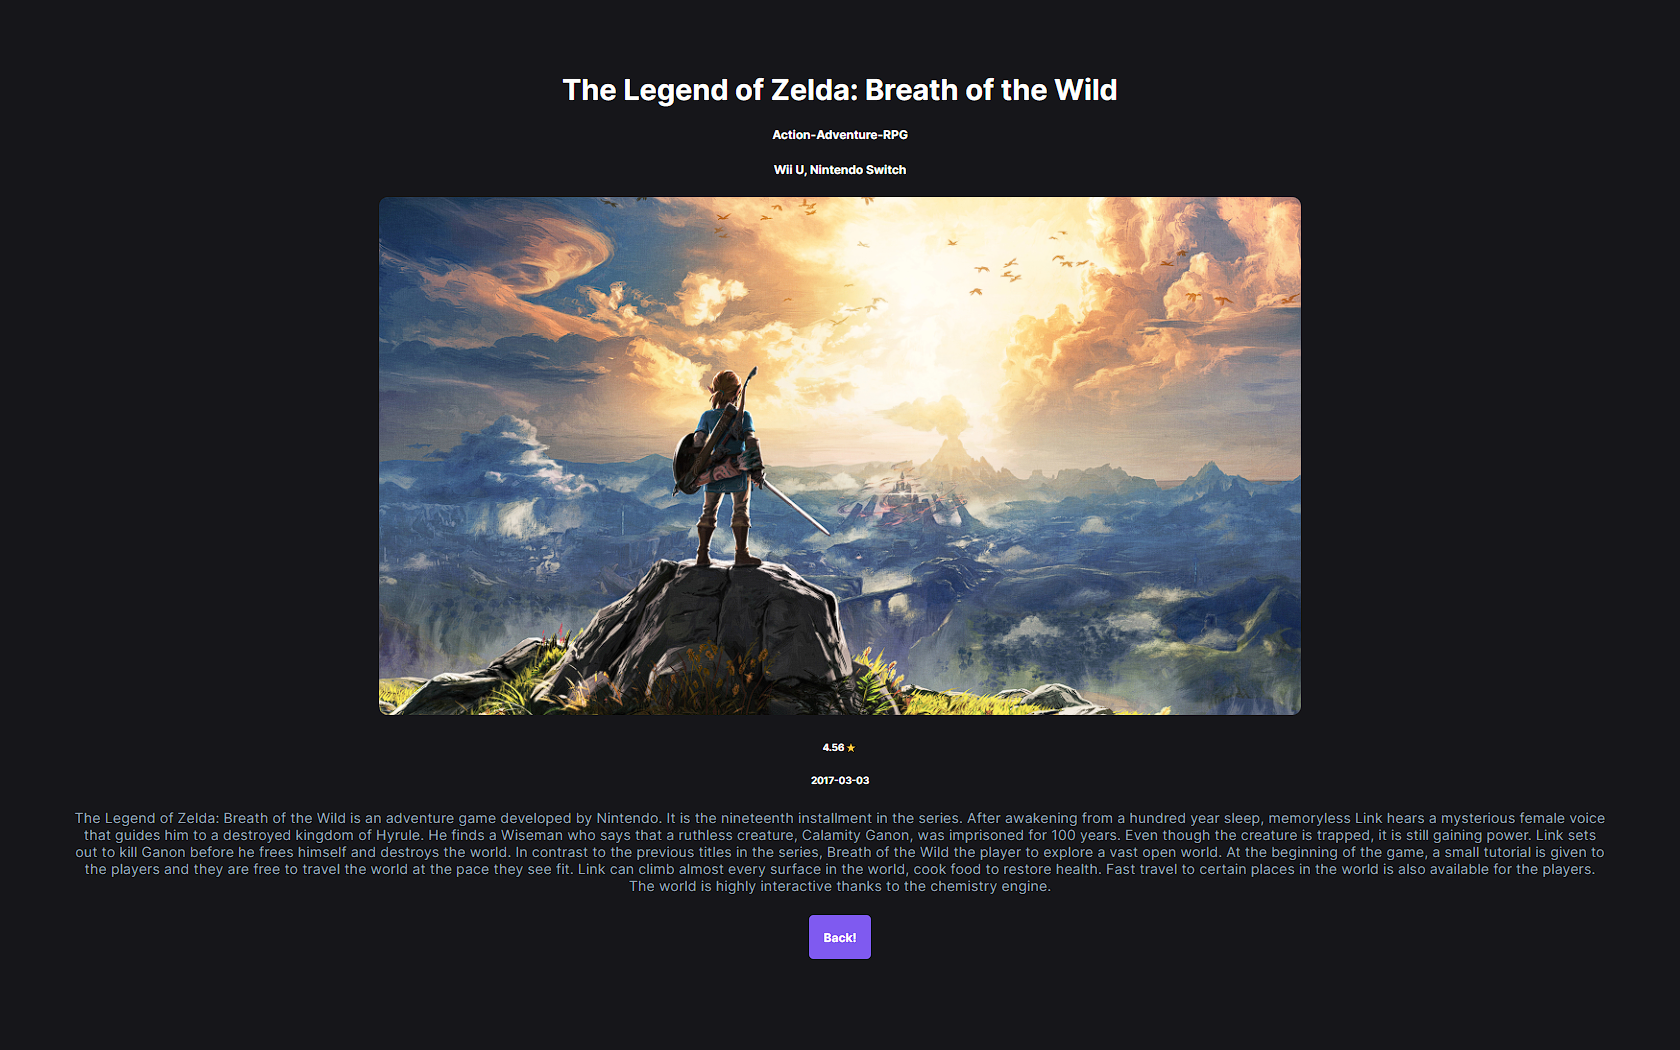 The Legend of Zelda: Breath of the Wild
Action-Adventure-RPG
Wii U, Nintendo Switch
4.56 ★
2017-03-03
The Legend of Zelda: Breath of the Wild is an adventure game developed by Nintendo. It is the nineteenth installment in the series. After awakening from a hundred year sleep, memoryless Link hears a mysterious female voice
that guides him to a destroyed kingdom of Hyrule. He finds a Wiseman who says that a ruthless creature, Calamity Ganon, was imprisoned for 100 years. Even though the creature is trapped, it is still gaining power. Link sets
out to kill Ganon before he frees himself and destroys the world. In contrast to the previous titles in the series, Breath of the Wild the player to explore a vast open world. At the beginning of the game, a small tutorial is given to
the players and they are free to travel the world at the pace they see fit. Link can climb almost every surface in the world, cook food to restore health. Fast travel to certain places in the world is also available for the players.
The world is highly interactive thanks to the chemistry engine.
Back!